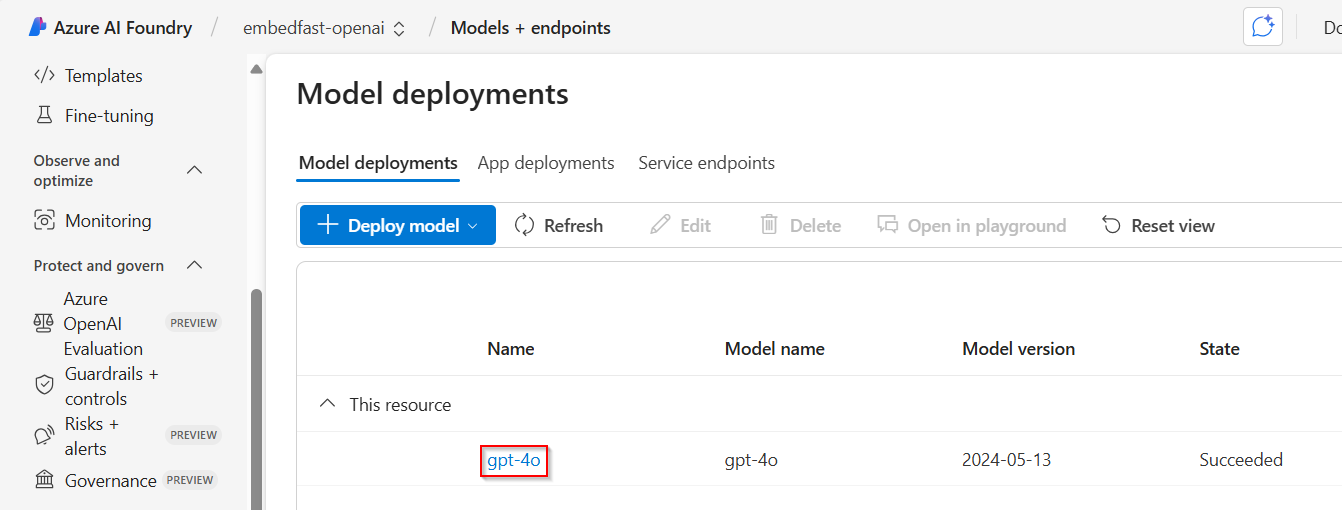 Azure AI Foundry / embedfast-openai / Models + endpoints
Templates
Fine-tuning
Observe and
optimize
Monitoring
Protect and govern
Azure
OpenAI
Evaluation
PREVIEW
Guardrails +
controls
Risks +
alerts
PREVIEW
Governance PREVIEW
Model deployments
Model deployments App deployments Service endpoints
Deploy model Refresh Edit Delete Open in playground Reset view
Name Model name Model version State
This resource
gpt-4o gpt-4o 2024-05-13 Succeeded